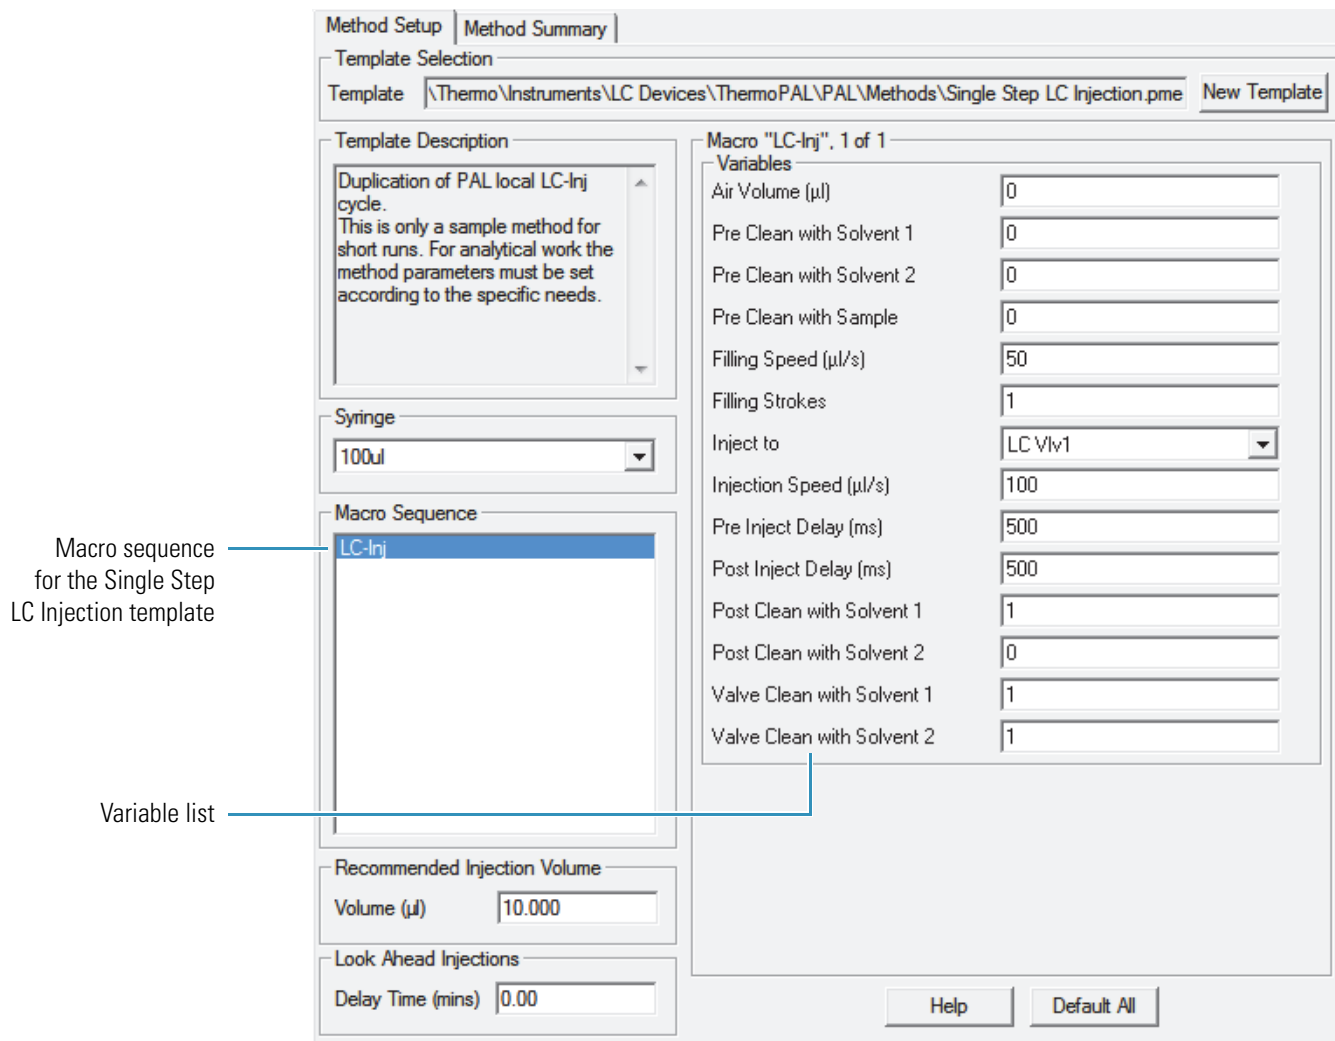 Method Setup
Method Summary
Template Selection
Template
\Thermo\Instruments\LC Devices\ThermoPAL\PAL\Methods\Single Step LC Injection.pme
New Template
Template Description
Duplication of PAL local LC-Inj
cycle.
This is only a sample method for
short runs. For analytical work the
method parameters must be set
according to the specific needs.
Syringe
100ul
Macro Sequence
LC-Inj
Macro sequence
for the Single Step
LC Injection template
Variable list
Recommended Injection Volume
Volume (µl) 10.000
Look Ahead Injections
Delay Time (mins) 0.00
Macro "LC-Inj", 1 of 1
Variables
Air Volume (µl) 0
Pre Clean with Solvent 1 0
Pre Clean with Solvent 2 0
Pre Clean with Sample 0
Filling Speed (µl/s) 50
Filling Strokes 1
Inject to LC Vlv1
Injection Speed (µl/s) 100
Pre Inject Delay (ms) 500
Post Inject Delay (ms) 500
Post Clean with Solvent 1 1
Post Clean with Solvent 2 0
Valve Clean with Solvent 1 1
Valve Clean with Solvent 2 1
Help
Default All